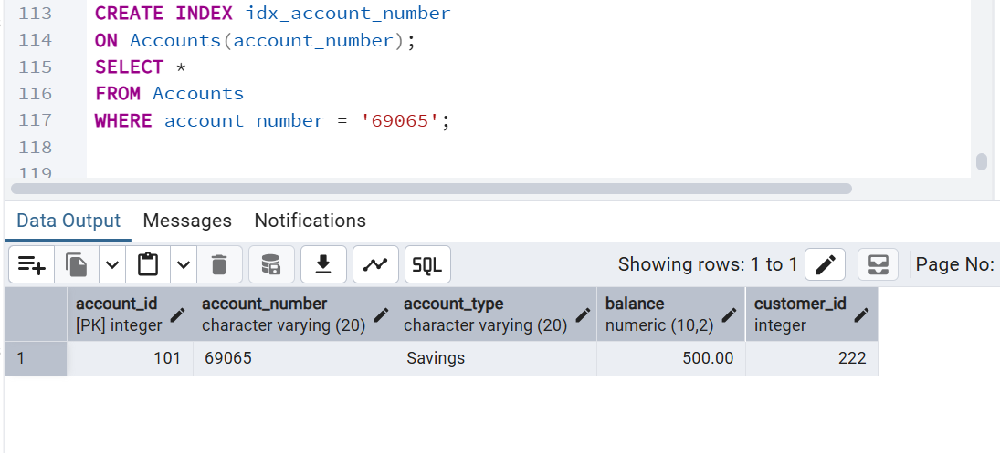 113 CREATE INDEX idx_account_number
114 ON Accounts(account_number);
115 SELECT *
116 FROM Accounts
117 WHERE account_number = '69065';
118
119
Data Output Messages Notifications
SQL Showing rows: 1 to 1 Page No:
account_id account_number account_type balance customer_id
[PK] integer character varying (20) character varying (20) numeric (10,2) integer
1 101 69065 Savings 500.00 222